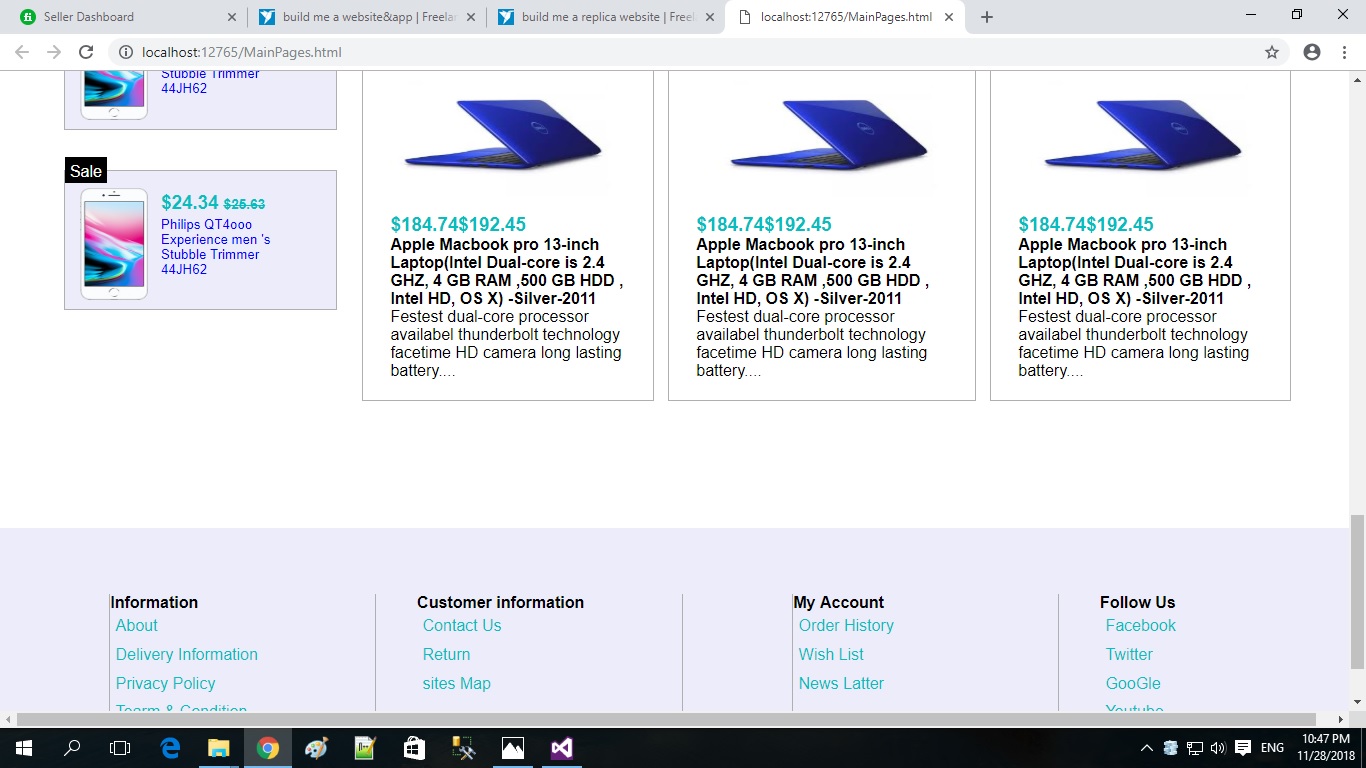 Seller Dashboard
build me a website&app | Freelan
build me a replica website | Freel
localhost:12765/MainPages.html
localhost:12765/MainPages.html
Stubble Trimmer
44JH62
Sale
$24.34 $25.63
Philips QT4ooo
Experience men 's
Stubble Trimmer
44JH62
$184.74$192.45
Apple Macbook pro 13-inch
Laptop(Intel Dual-core is 2.4
GHZ, 4 GB RAM ,500 GB HDD ,
Intel HD, OS X) -Silver-2011
Festest dual-core processor
availabel thunderbolt technology
facetime HD camera long lasting
battery....
$184.74$192.45
Apple Macbook pro 13-inch
Laptop(Intel Dual-core is 2.4
GHZ, 4 GB RAM ,500 GB HDD ,
Intel HD, OS X) -Silver-2011
Festest dual-core processor
availabel thunderbolt technology
facetime HD camera long lasting
battery....
$184.74$192.45
Apple Macbook pro 13-inch
Laptop(Intel Dual-core is 2.4
GHZ, 4 GB RAM ,500 GB HDD ,
Intel HD, OS X) -Silver-2011
Festest dual-core processor
availabel thunderbolt technology
facetime HD camera long lasting
battery....
Information
About
Delivery Information
Privacy Policy
Teorm & Condition
Customer information
Contact Us
Return
sites Map
My Account
Order History
Wish List
News Latter
Follow Us
Facebook
Twitter
GooGle
Youtube
ENG
10:47 PM
11/28/2018